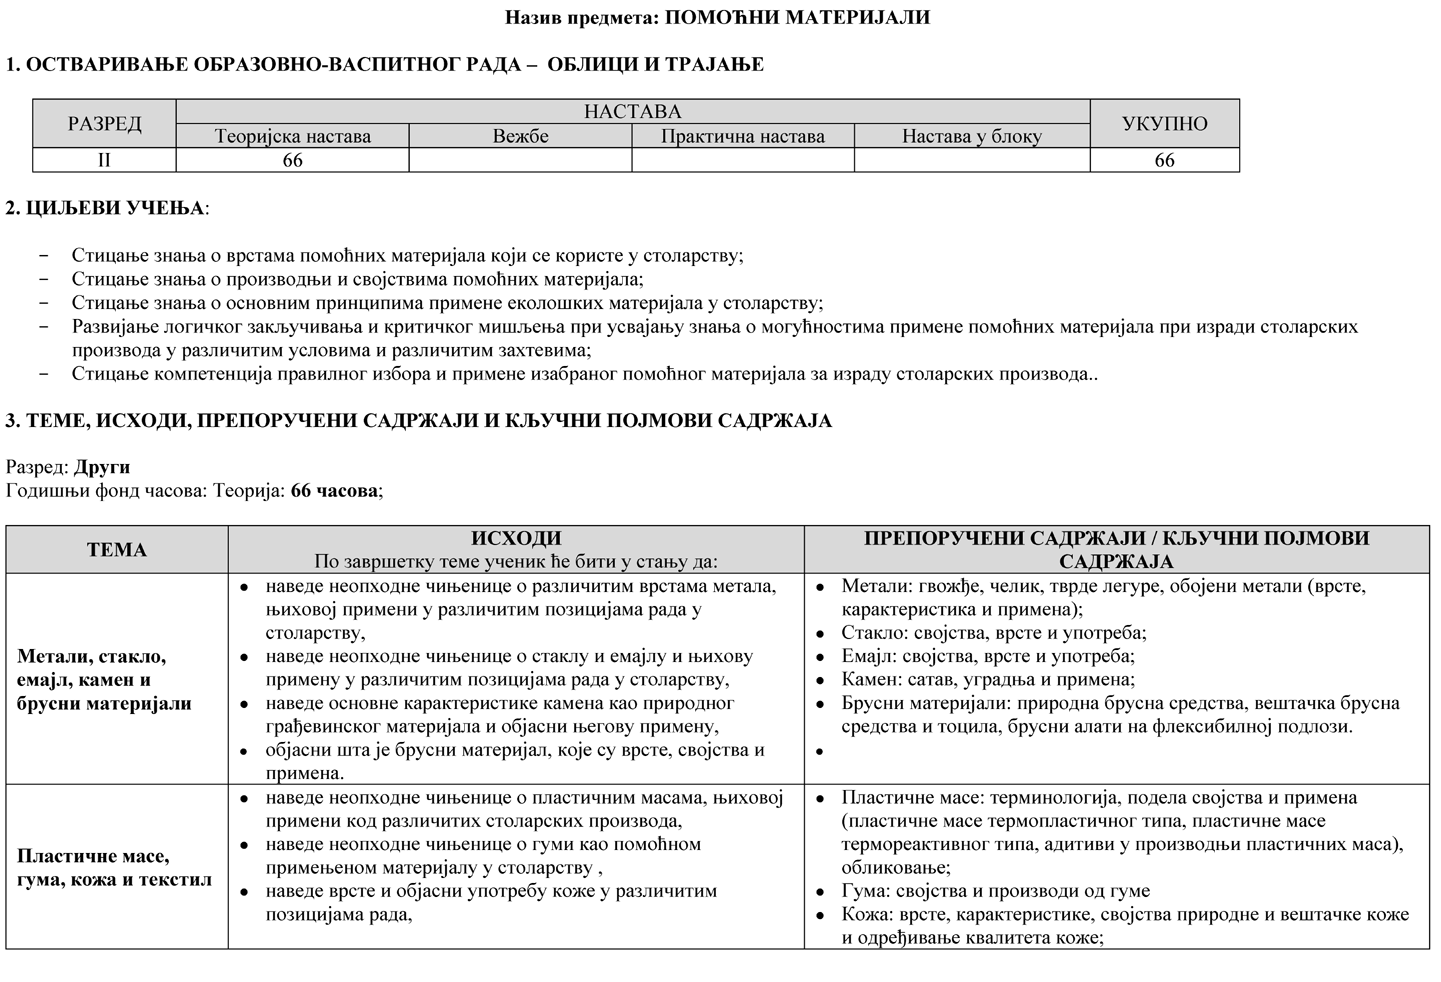 Назив предмета: ПОМОЋНИ МАТЕРИЈАЛИ
1. ОСТВАРИВАЊЕ ОБРАЗОВНО-ВАСПИТНОГ РАДА – ОБЛИЦИ И ТРАЈАЊЕ
РАЗРЕД
НАСТАВА
УКУПНО
Теоријска настава
Вежбе
Практична настава
Настава у блоку
II
66
66
2. ЦИЉЕВИ УЧЕЊА:
– Стицање знања о врстама помоћних материјала који се користе у столарству;
– Стицање знања о производњи и својствима помоћних материјала;
– Стицање знања о основним принципима примене еколошких материјала у столарству;
– Развијање логичког закључивања и критичког мишљења при усвајању знања о могућностима примене помоћних материјала при изради столарских
производа у различитим условима и различитим захтевима;
– Стицање компетенција правилног избора и примене изабраног помоћног материјала за израду столарских производа..
3. ТЕМЕ, ИСХОДИ, ПРЕПОРУЧЕНИ САДРЖАЈИ И КЉУЧНИ ПОЈМОВИ САДРЖАЈА
Разред: Други
Годишњи фонд часова: Теорија: 66 часова;
ТЕМА
ИСХОДИ
По завршетку теме ученик ће бити у стању да:
ПРЕПОРУЧЕНИ САДРЖАЈИ / КЉУЧНИ ПОЈМОВИ
САДРЖАЈА
Метали, стакло,
емајл, камен и
брусни материјали
• наведе неопходне чињенице о различитим врстама метала,
њиховој примени у различитим позицијама рада у
столарству,
• наведе неопходне чињенице о стаклу и емајлу и њихову
примену у различитим позицијама рада у столарству,
• наведе основне карактеристике камена као природног
грађевинског материјала и објасни његову примену,
• објасни шта је брусни материјал, које су врсте, својства и
примена.
• Метали: гвожђе, челик, тврде легуре, обојени метали (врсте,
карактеристика и примена);
• Стакло: својства, врсте и употреба;
• Емајл: својства, врсте и употреба;
• Камен: сатав, уградња и примена;
• Брусни материјали: природна брусна средства, вештачка брусна
средства и тоцила, брусни алати на флексибилној подлози.
•
Пластичне масе,
гума, кожа и текстил
• наведе неопходне чињенице о пластичним масама, њиховој
примени код различитих столарских производа,
• наведе неопходне чињенице о гуми као помоћном
примењеном материјалу у столарству ,
• наведе врсте и објасни употребу коже у различитим
позицијама рада,
• Пластичне масе: терминологија, подела својства и примена
(пластичне масе термопластичног типа, пластичне масе
термореактивног типа, адитиви у производњи пластичних маса),
обликовање;
• Гума: својства и производи од гуме
• Кожа: врсте, карактеристике, својства природне и вештачке коже
и одређивање квалитета коже;